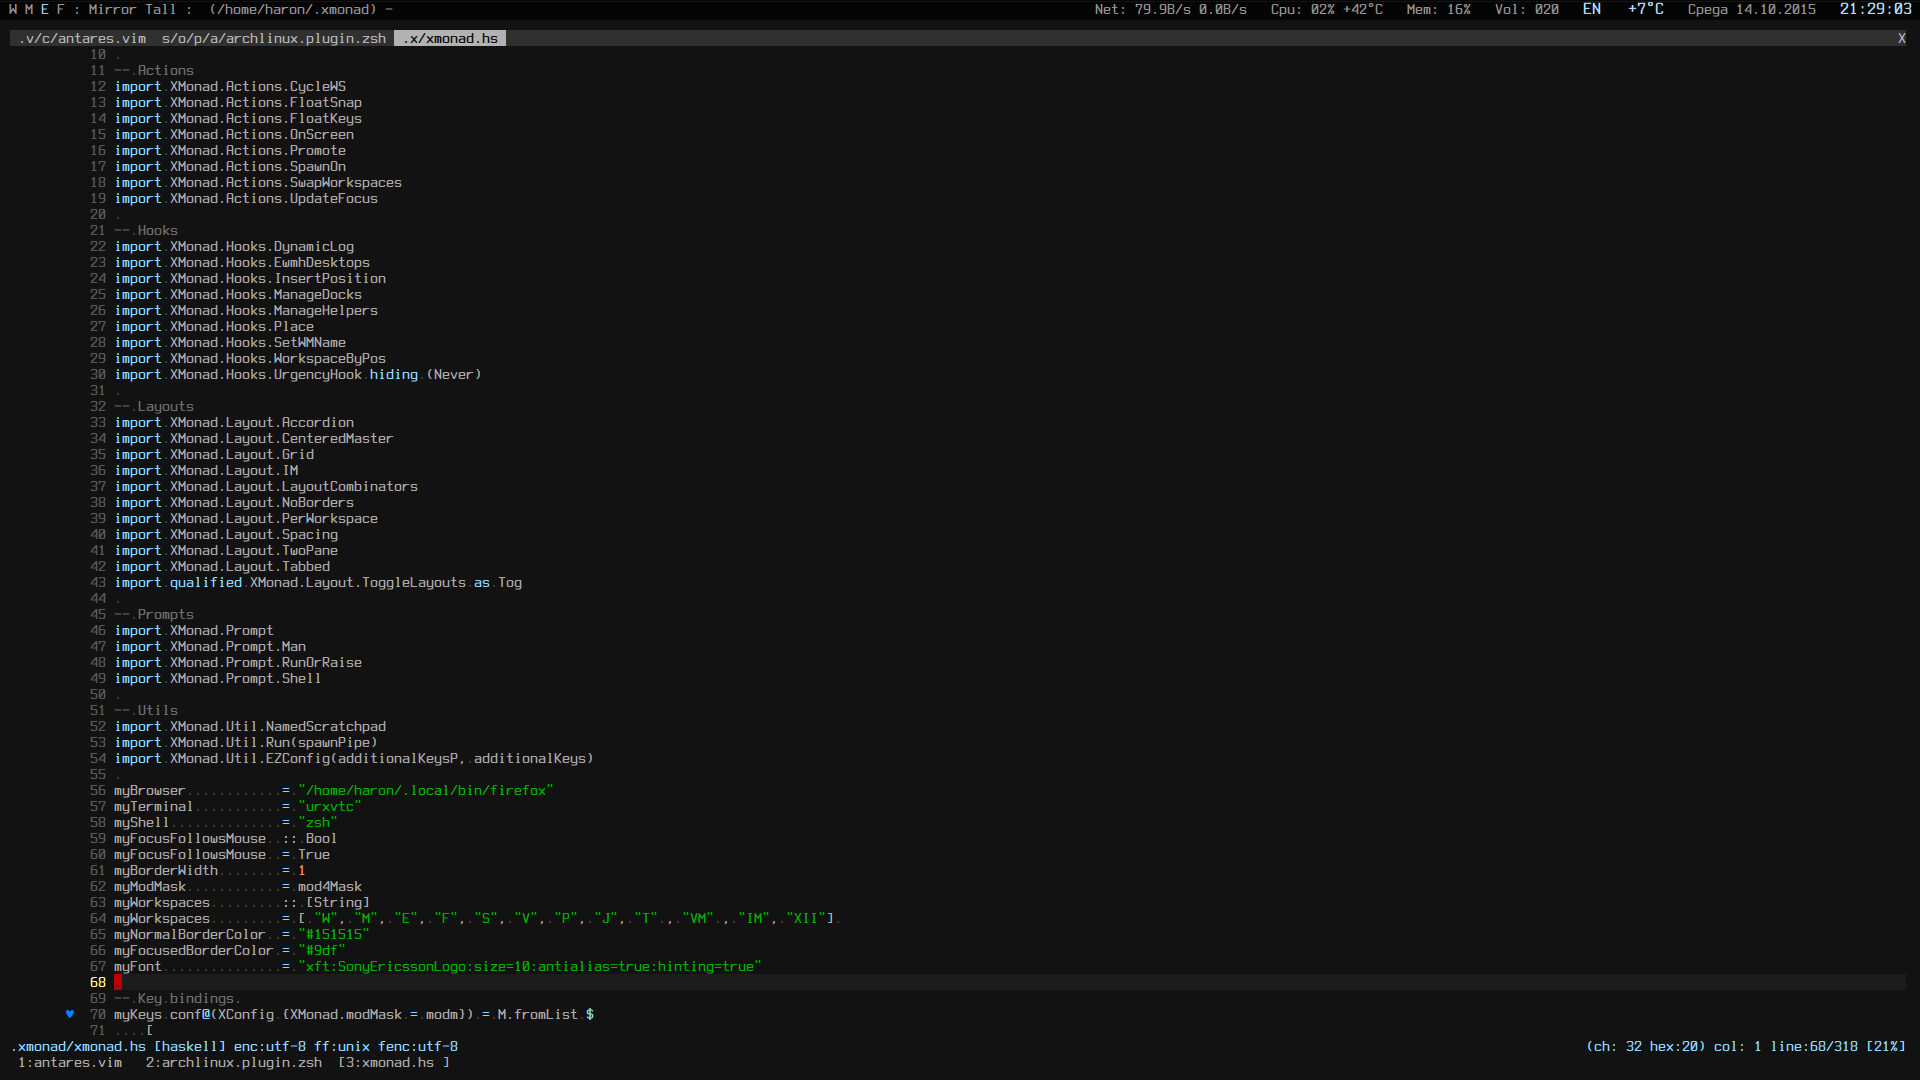 W M E F : Mirror Tall :  (/home/haron/.xmonad) -
Net: 79.9B/s 0.0B/s   Cpu: 02% +42°C   Mem: 16%   Vol: 020   EN   +7°C   Среда 14.10.2015   21:29:03
.v/c/antares.vim  s/o/p/a/archlinux.plugin.zsh  .x/xmonad.hs  X
10 .
11 --.Actions
12 import.XMonad.Actions.CycleWS
13 import.XMonad.Actions.FloatSnap
14 import.XMonad.Actions.FloatKeys
15 import.XMonad.Actions.OnScreen
16 import.XMonad.Actions.Promote
17 import.XMonad.Actions.SpawnOn
18 import.XMonad.Actions.SwapWorkspaces
19 import.XMonad.Actions.UpdateFocus
20 .
21 --.Hooks
22 import.XMonad.Hooks.DynamicLog
23 import.XMonad.Hooks.EwmhDesktops
24 import.XMonad.Hooks.InsertPosition
25 import.XMonad.Hooks.ManageDocks
26 import.XMonad.Hooks.ManageHelpers
27 import.XMonad.Hooks.Place
28 import.XMonad.Hooks.SetWMName
29 import.XMonad.Hooks.WorkspaceByPos
30 import.XMonad.Hooks.UrgencyHook.hiding.(Never)
31 .
32 --.Layouts
33 import.XMonad.Layout.Accordion
34 import.XMonad.Layout.CenteredMaster
35 import.XMonad.Layout.Grid
36 import.XMonad.Layout.IM
37 import.XMonad.Layout.LayoutCombinators
38 import.XMonad.Layout.NoBorders
39 import.XMonad.Layout.PerWorkspace
40 import.XMonad.Layout.Spacing
41 import.XMonad.Layout.TwoPane
42 import.XMonad.Layout.Tabbed
43 import.qualified.XMonad.Layout.ToggleLayouts.as.Tog
44 .
45 --.Prompts
46 import.XMonad.Prompt
47 import.XMonad.Prompt.Man
48 import.XMonad.Prompt.RunOrRaise
49 import.XMonad.Prompt.Shell
50 .
51 --.Utils
52 import.XMonad.Util.NamedScratchpad
53 import.XMonad.Util.Run(spawnPipe)
54 import.XMonad.Util.EZConfig(additionalKeysP,.additionalKeys)
55 .
56 myBrowser............=."/home/haron/.local/bin/firefox"
57 myTerminal...........=."urxvtc"
58 myShell..............=."zsh"
59 myFocusFollowsMouse..::.Bool
60 myFocusFollowsMouse..=.True
61 myBorderWidth........=.1
62 myModMask............=.mod4Mask
63 myWorkspaces.........::.[String]
64 myWorkspaces.........=.[."W",."M",."E",."F",."S",."V",."P",."J",."T".,."VM".,."IM",."XII"].
65 myNormalBorderColor..=."#151515"
66 myFocusedBorderColor.=."#9df"
67 myFont...............=."xft:SonyEricssonLogo:size=10:antialias=true:hinting=true"
68 .
69 --.Key.bindings.
♥ 70 myKeys.conf@(XConfig.{XMonad.modMask.=.modm}).=.M.fromList.$
71 ....[
.xmonad/xmonad.hs [haskell] enc:utf-8 ff:unix fenc:utf-8
(ch: 32 hex:20) col: 1 line:68/318 [21%]
1:antares.vim   2:archlinux.plugin.zsh  [3:xmonad.hs ]